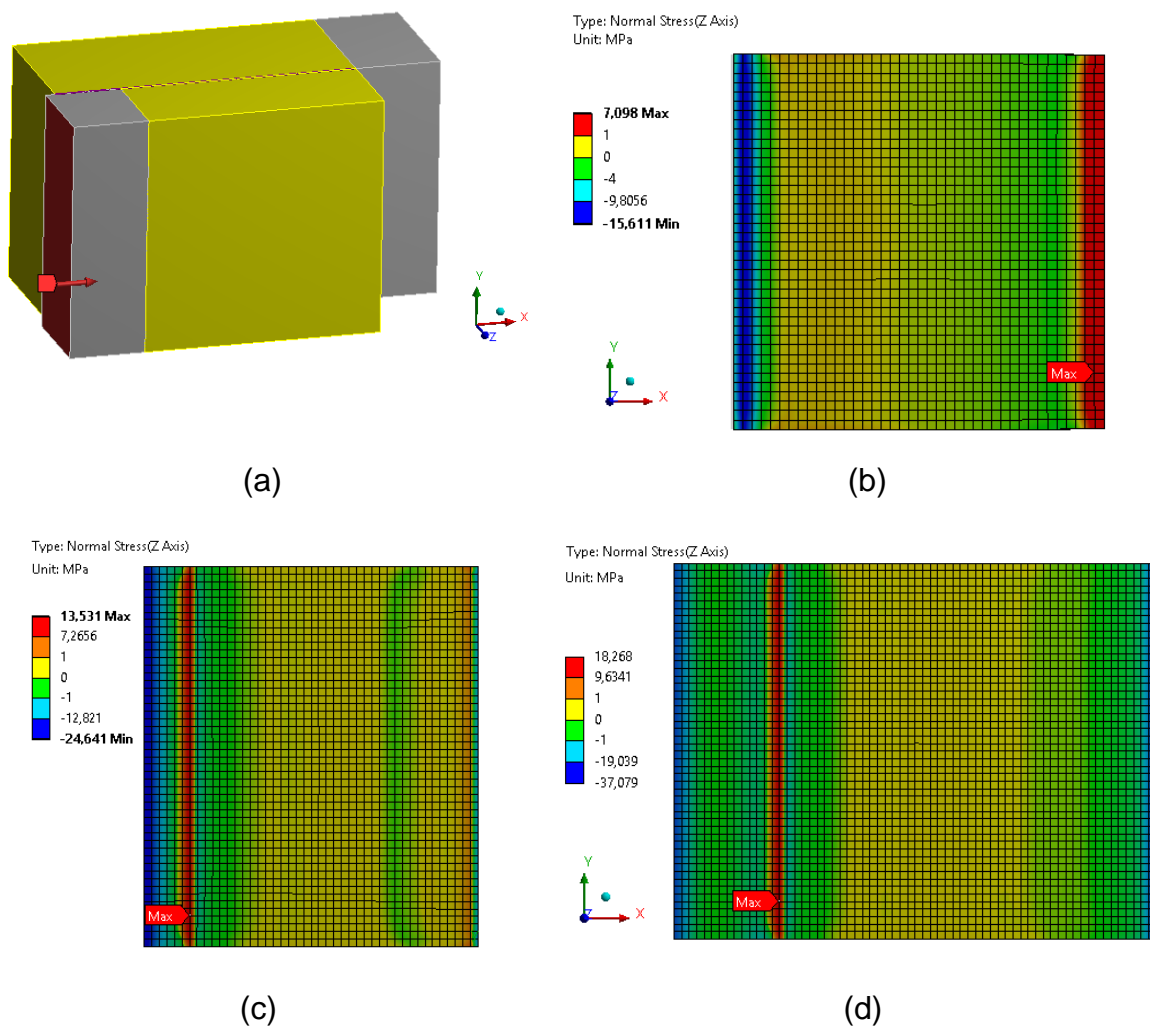 Y
X
Z
(a)
Type: Normal Stress(Z Axis)
Unit: MPa
7,098 Max
1
0
-4
-9,8056
-15,611 Min
Max
Y
Z
X
(b)
Type: Normal Stress(Z Axis)
Unit: MPa
13,531 Max
7,2656
1
0
-1
-12,821
-24,641 Min
Max
(c)
Type: Normal Stress(Z Axis)
Unit: MPa
18,268
9,6341
1
0
-1
-19,039
-37,079
Max
Y
Z
X
(d)